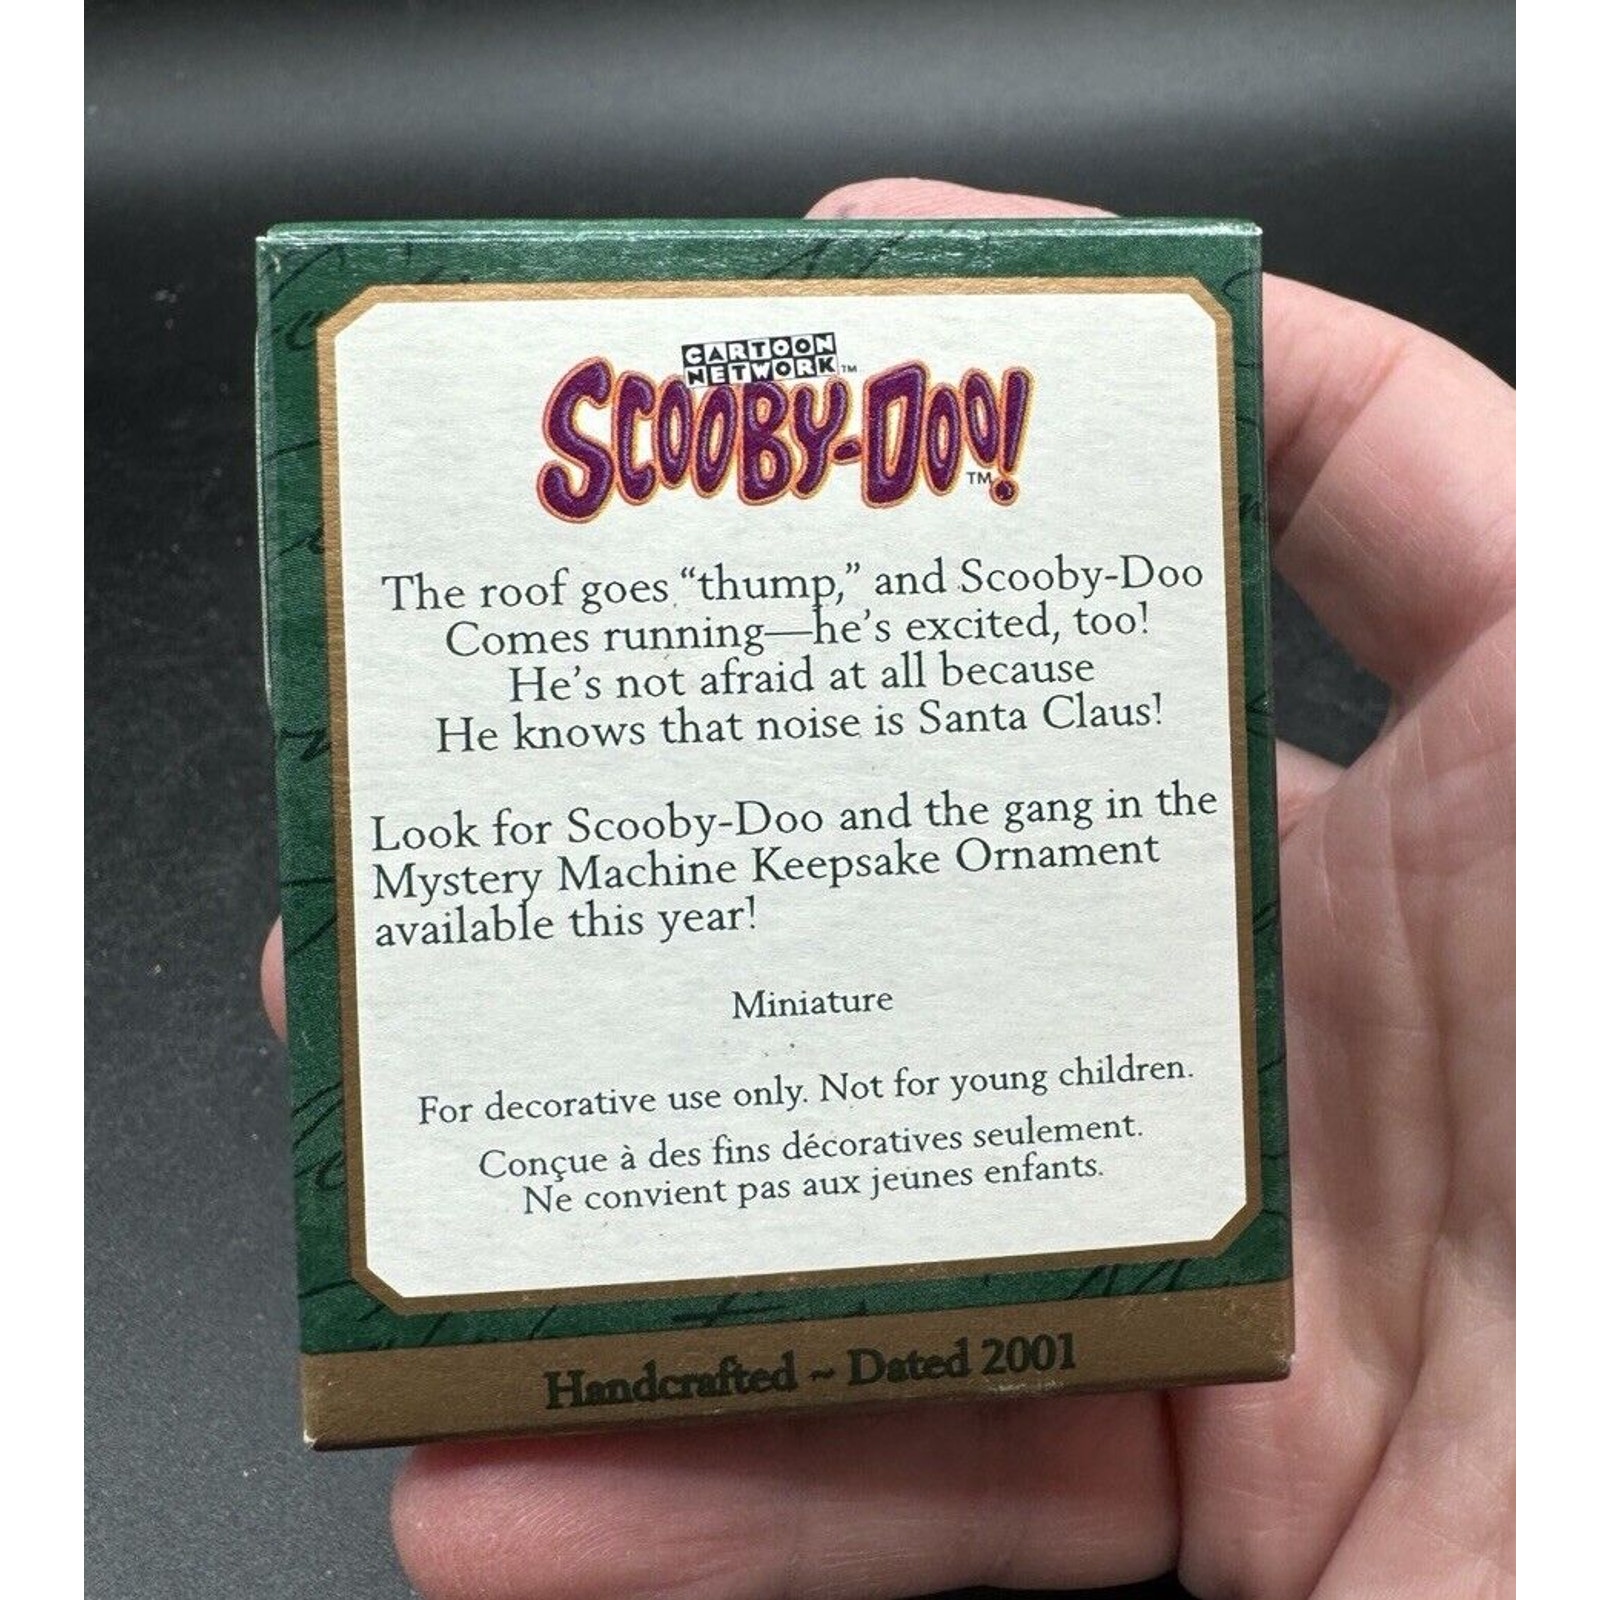 CARTOON
NETWORK™
SCOOBY-DOO!™
The roof goes “thump,” and Scooby-Doo
Comes running—he’s excited, too!
He’s not afraid at all because
He knows that noise is Santa Claus!
Look for Scooby-Doo and the gang in the
Mystery Machine Keepsake Ornament
available this year!
Miniature
For decorative use only. Not for young children.
Conçue à des fins décoratives seulement.
Ne convient pas aux jeunes enfants.
Handcrafted ~ Dated 2001